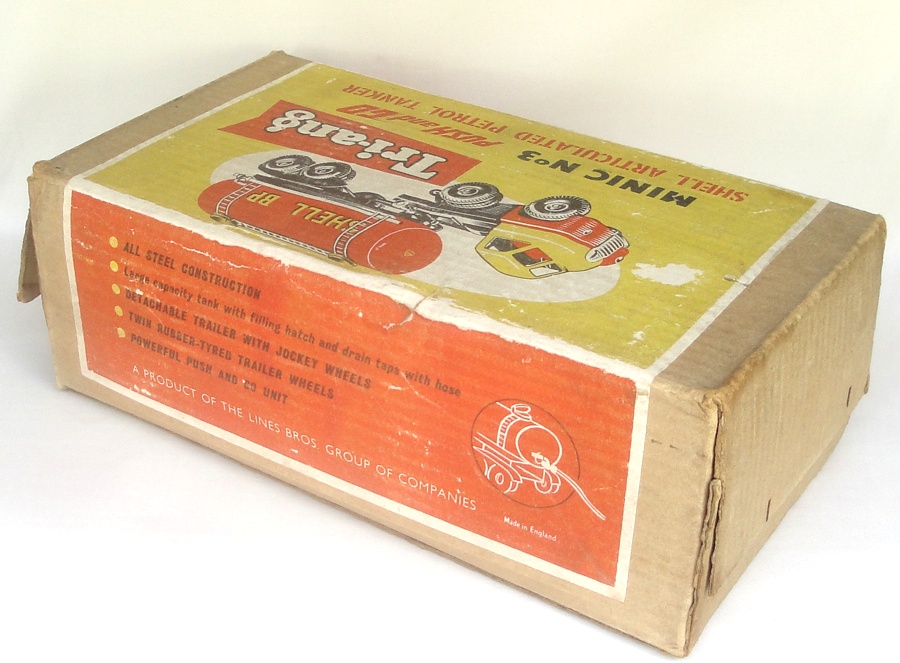 MINIC No3
SHELL ARTICULATED PETROL TANKER
PUSH and GO
Tri-ang
SHELL BP
ALL STEEL CONSTRUCTION
Large capacity tank with filling hatch and drain taps with hose
DETACHABLE TRAILER WITH JOCKEY WHEELS
TWIN RUBBER-TYRED TRAILER WHEELS
POWERFUL PUSH AND GO UNIT
A PRODUCT OF THE LINES BROS. GROUP OF COMPANIES
Made in England